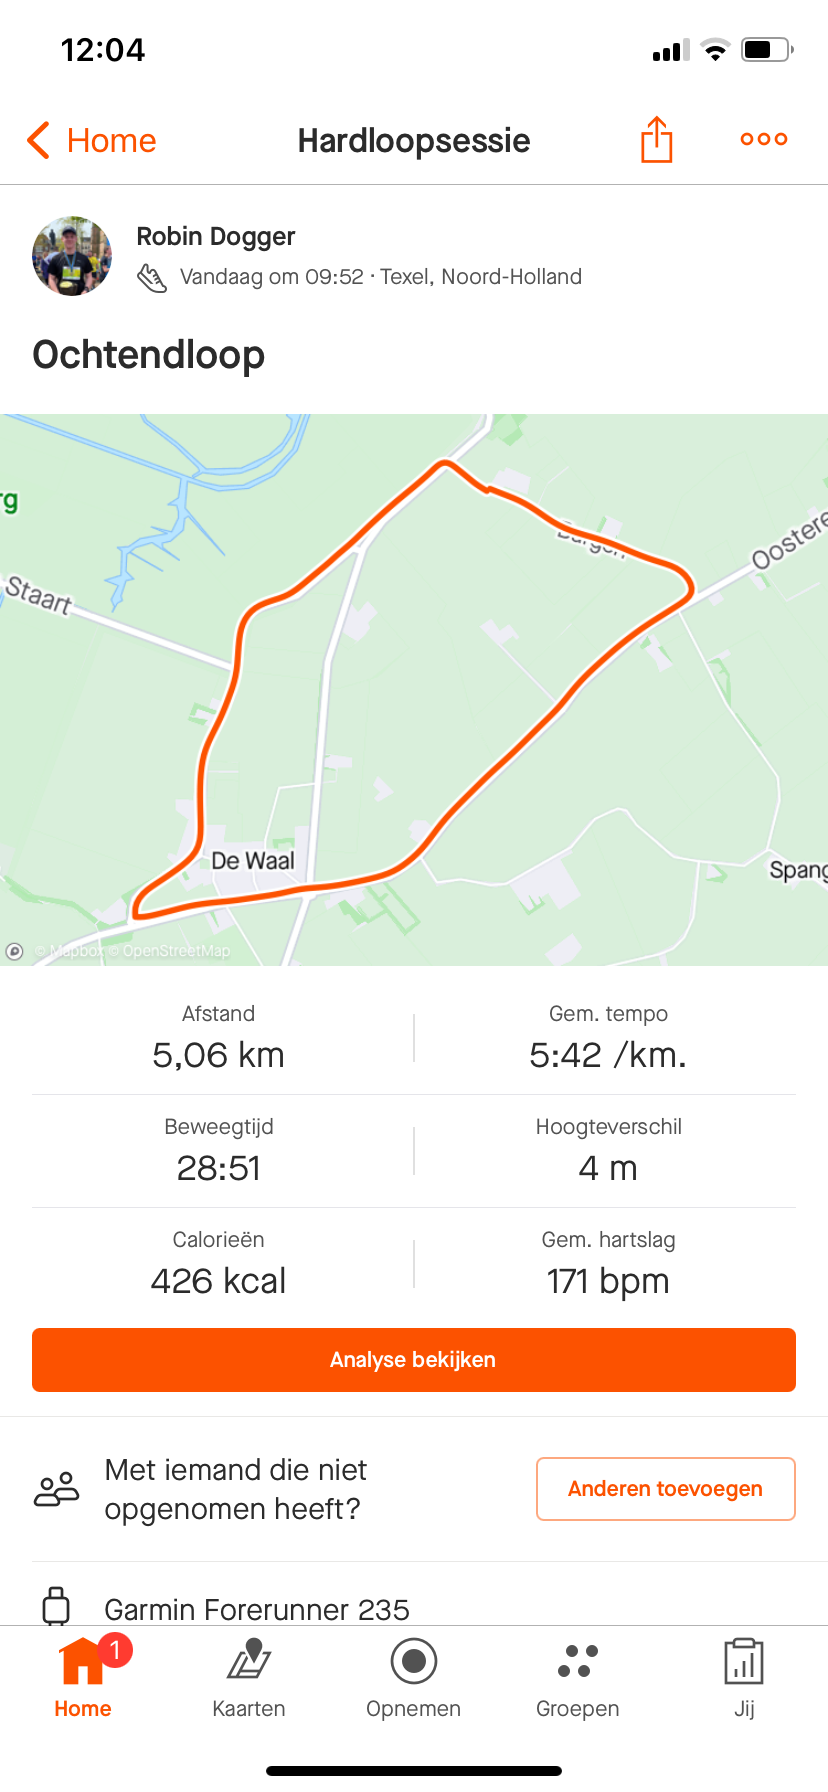 12:04
Home
Hardloopsessie
Robin Dogger
Vandaag om 09:52 · Texel, Noord-Holland
Ochtendloop
rg
Staart
Oostere
De Waal
Spang
© Mapbox © OpenStreetMap
Afstand
Gem. tempo
5,06 km
5:42 /km.
Beweegtijd
Hoogteverschil
28:51
4 m
Calorieën
Gem. hartslag
426 kcal
171 bpm
Analyse bekijken
Met iemand die niet
opgenomen heeft?
Anderen toevoegen
Garmin Forerunner 235
1
Home
Kaarten
Opnemen
Groepen
Jij